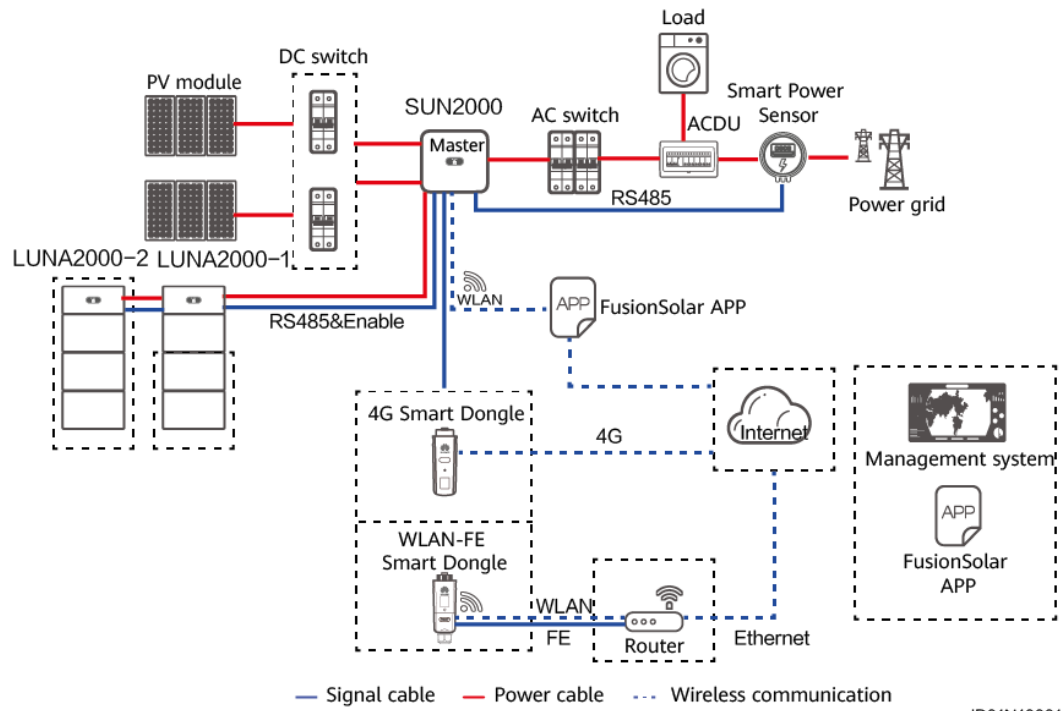 Load
DC switch
PV module
SUN2000
Master
AC switch
ACDU
Smart Power
Sensor
RS485
Power grid
LUNA2000-2
LUNA2000-1
RS485&Enable
WLAN
APP
FusionSolar APP
4G Smart Dongle
4G
Internet
Management system
APP
FusionSolar
APP
WLAN-FE
Smart Dongle
WLAN
FE
Router
Ethernet
Signal cable
Power cable
Wireless communication